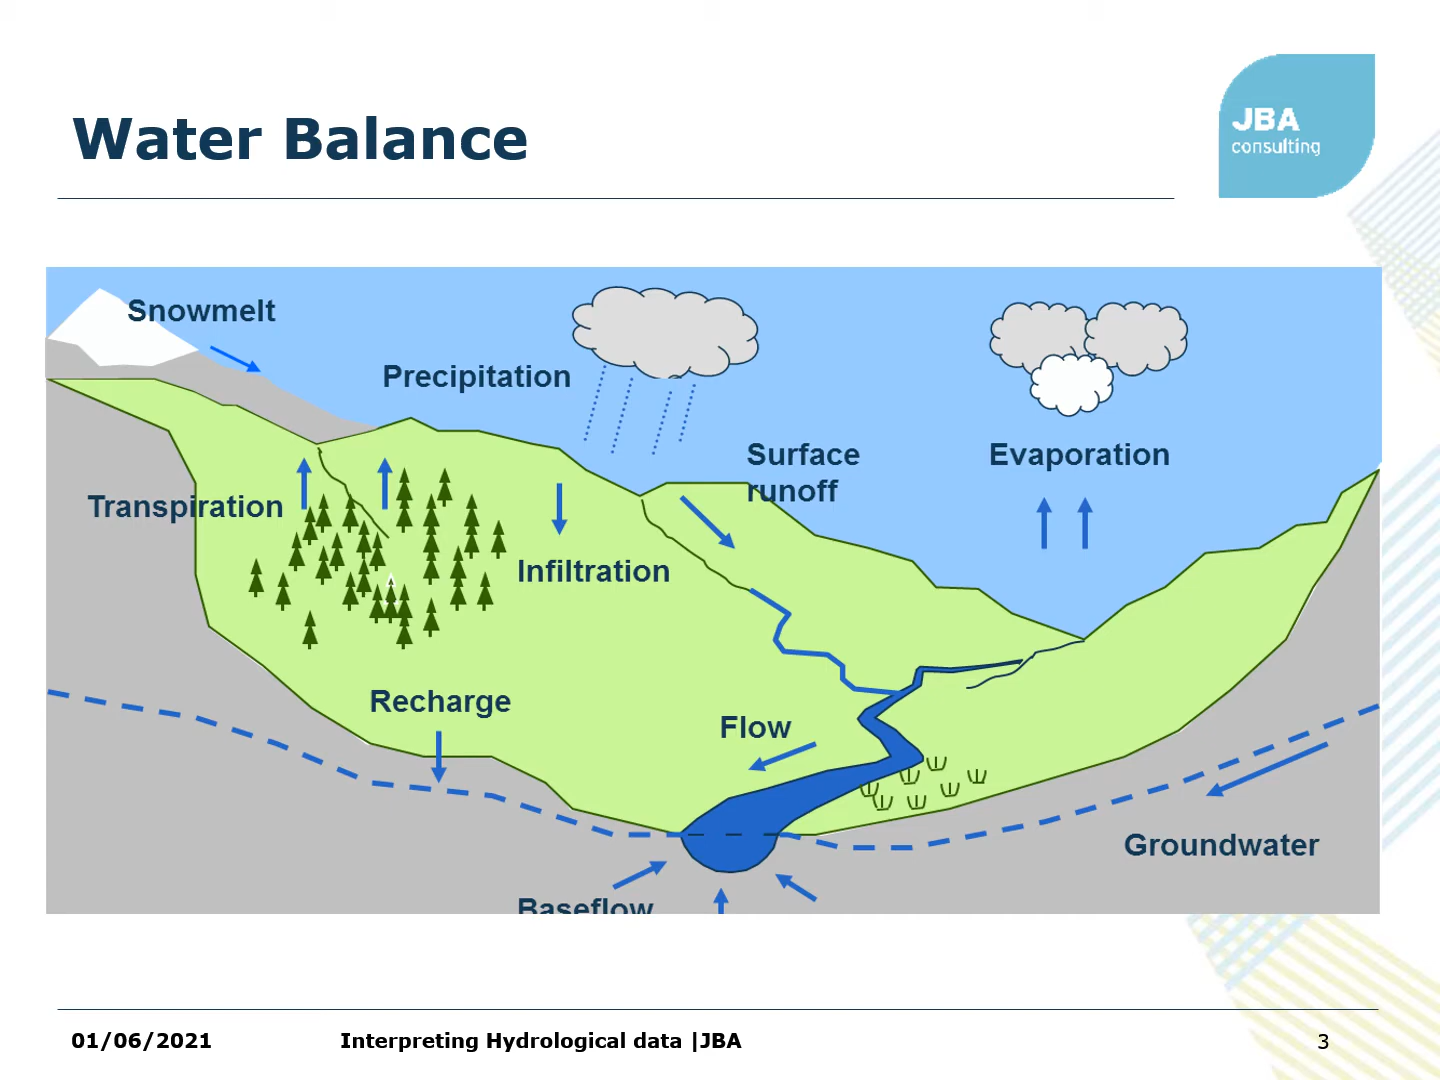 Water Balance
JBA
consulting
Snowmelt
Precipitation
Surface
runoff
Evaporation
Transpiration
Infiltration
Recharge
Flow
Groundwater
Baseflow
01/06/2021
Interpreting Hydrological data |JBA
3